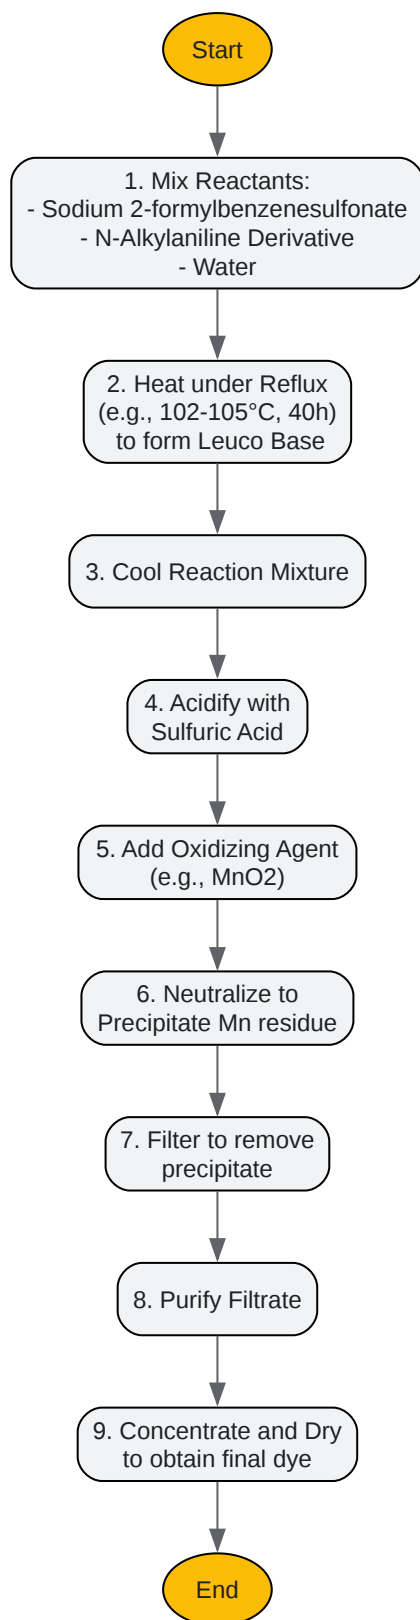 Start
1. Mix Reactants:
- Sodium 2-formylbenzenesulfonate
- N-Alkylaniline Derivative
- Water
2. Heat under Reflux
(e.g., 102-105°C, 40h)
to form Leuco Base
3. Cool Reaction Mixture
4. Acidify with
Sulfuric Acid
5. Add Oxidizing Agent
(e.g., MnO2)
6. Neutralize to
Precipitate Mn residue
7. Filter to remove
precipitate
8. Purify Filtrate
9. Concentrate and Dry
to obtain final dye
End